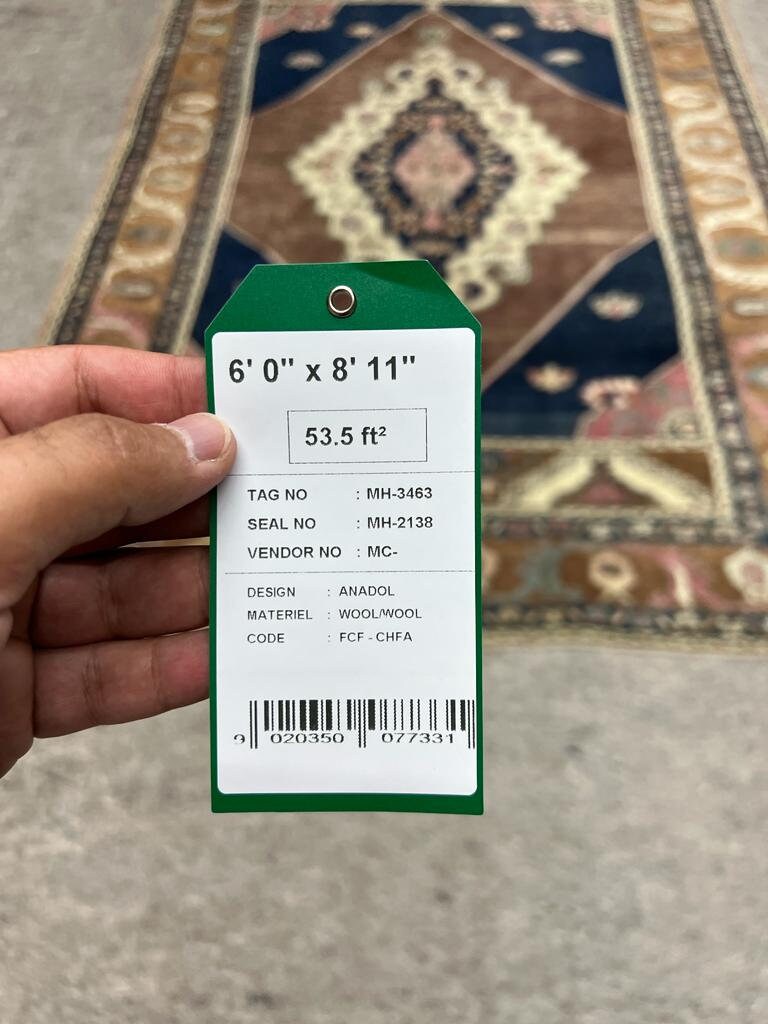 6' 0" x 8' 11"
53.5 ft²
TAG NO : MH-3463
SEAL NO : MH-2138
VENDOR NO : MC-
DESIGN : ANADOL
MATERIEL : WOOL/WOOL
CODE : FCF - CHFA
9 020350 077331